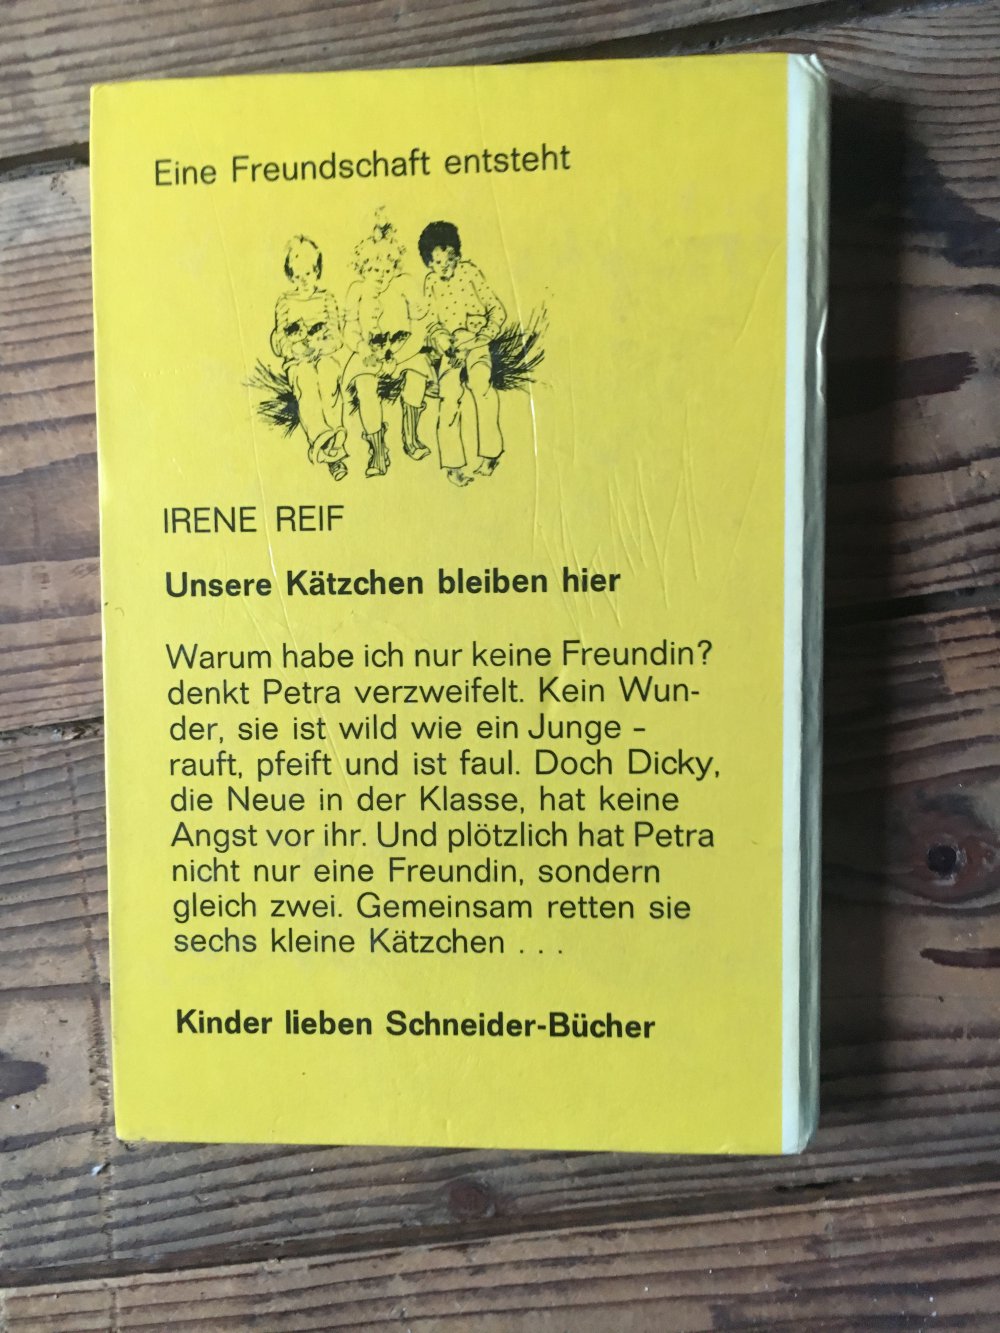 Eine Freundschaft entsteht
IRENE REIF
Unsere Kätzchen bleiben hier
Warum habe ich nur keine Freundin?
denkt Petra verzweifelt. Kein Wun-
der, sie ist wild wie ein Junge –
rauft, pfeift und ist faul. Doch Dicky,
die Neue in der Klasse, hat keine
Angst vor ihr. Und plötzlich hat Petra
nicht nur eine Freundin, sondern
gleich zwei. Gemeinsam retten sie
sechs kleine Kätzchen . . .
Kinder lieben Schneider-Bücher